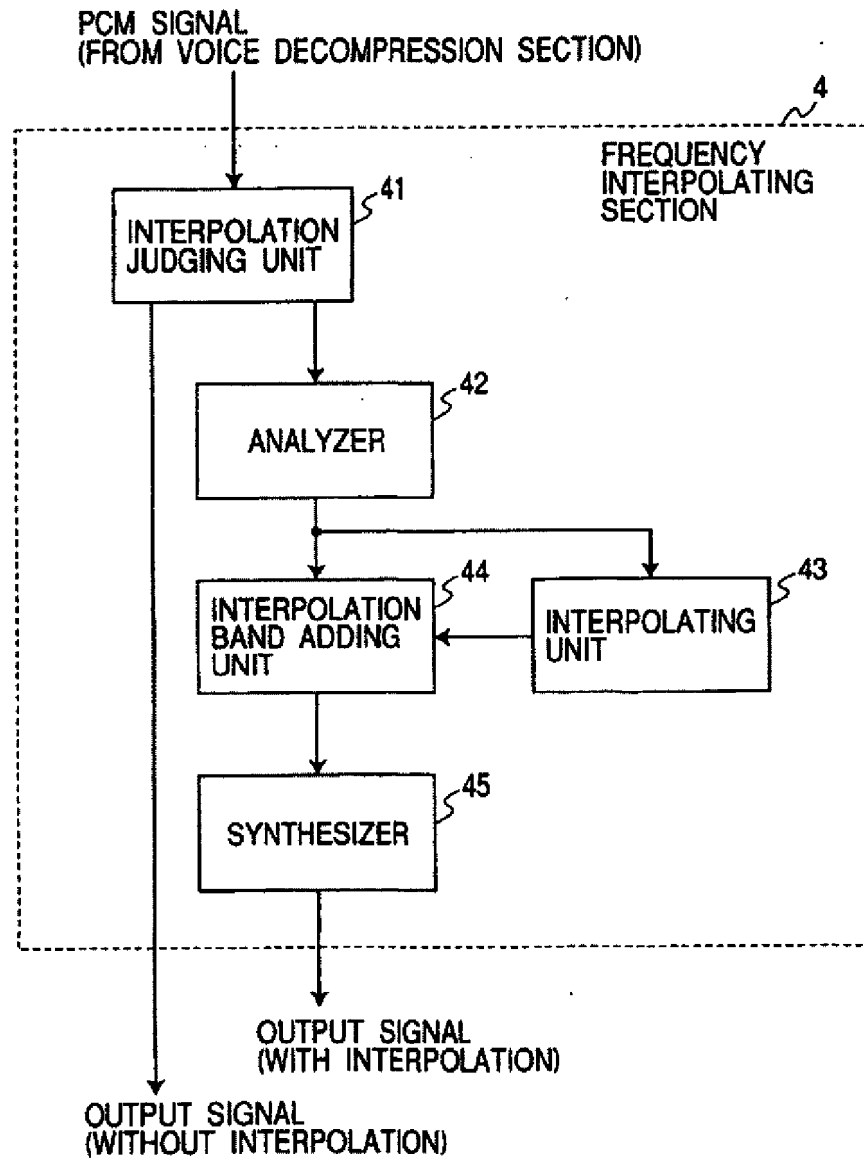 PCM SIGNAL
(FROM VOICE DECOMPRESSION SECTION)
4
FREQUENCY
INTERPOLATING
SECTION
41
INTERPOLATION
JUDGING UNIT
42
ANALYZER
44
INTERPOLATION
BAND ADDING
UNIT
43
INTERPOLATING
UNIT
45
SYNTHESIZER
OUTPUT SIGNAL
(WITH INTERPOLATION)
OUTPUT SIGNAL
(WITHOUT INTERPOLATION)